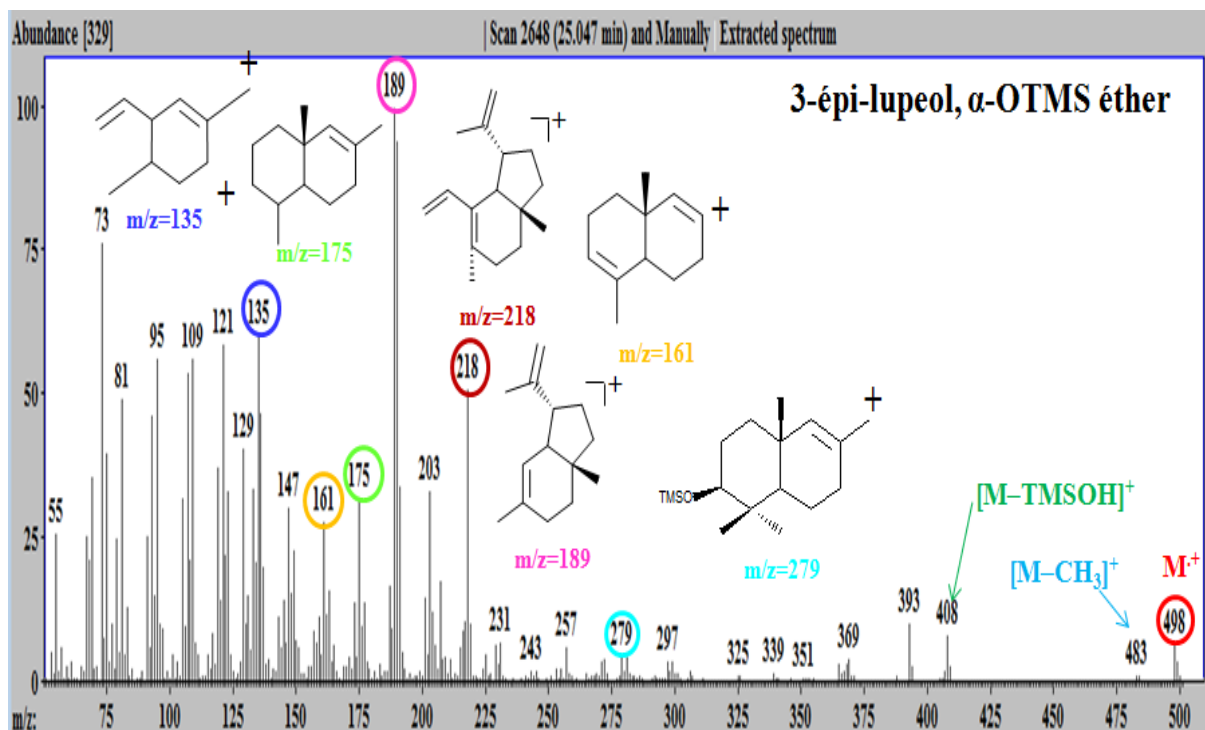 Abundance [329] | Scan 2648 (25.047 min) and Manually | Extracted spectrum
3-épi-lupeol, α-OTMS éther
100
75
50
25
0
55
73
81
95
109
121
129
135
147
161
175
189
203
218
231
243
257
279
297
325
339
351
369
393
408
483
498
+
m/z=135
+
m/z=175
+
m/z=218
+
m/z=161
+
m/z=189
+
TMSO
m/z=279
[M–TMSOH]+
[M–CH3]+
M·+
m/z: 75 100 125 150 175 200 225 250 275 300 325 350 375 400 425 450 475 500